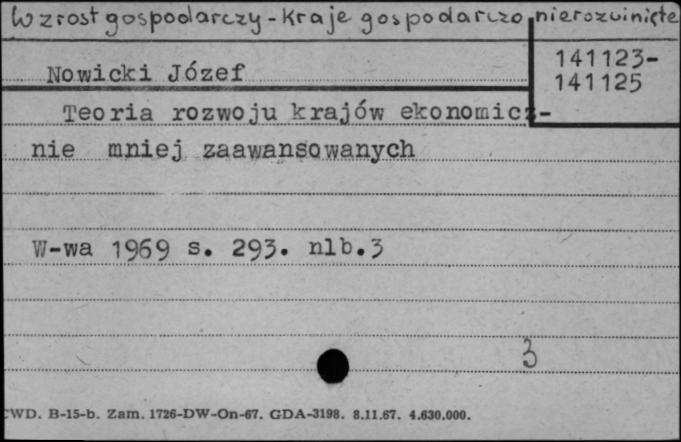 Wzrost gospodarczy - Kraje gospodarczo nierozwinięte
141123-
141125
Nowicki Józef
Teoria rozwoju krajów ekonomicz-
nie mniej zaawansowanych
W-wa 1969 s. 293. nlb.3
3
CWD. B-15-b. Zam. 1726-DW-On-67. GDA-3198. 8.11.67. 4.630.000.